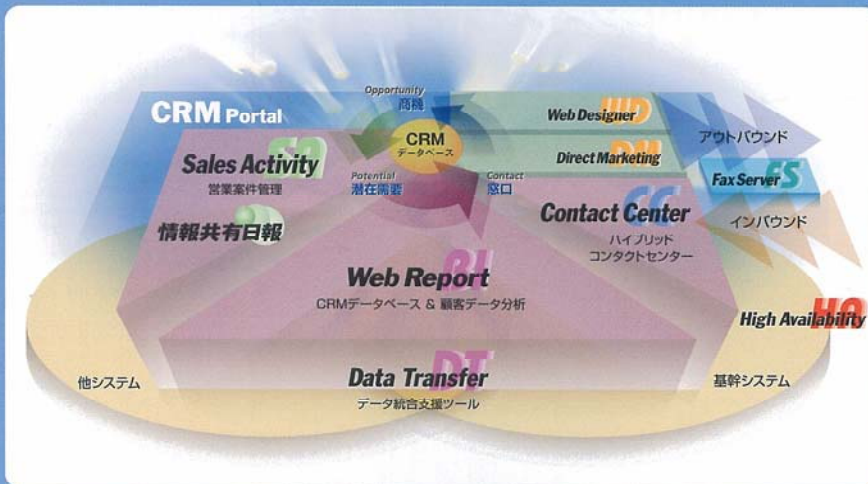 CRM Portal
Opportunity
商機
CRM
データベース
Potential
潜在需要
Contact
窓口
Sales Activity
SA
営業案件管理
情報共有日報
Web Designer
WD
Direct Marketing
DM
アウトバウンド
Fax Server
FS
Contact Center
CC
ハイブリッド
コンタクトセンター
インバウンド
Web Report
BI
CRMデータベース & 顧客データ分析
High Availability
HA
Data Transfer
DT
データ統合支援ツール
他システム
基幹システム